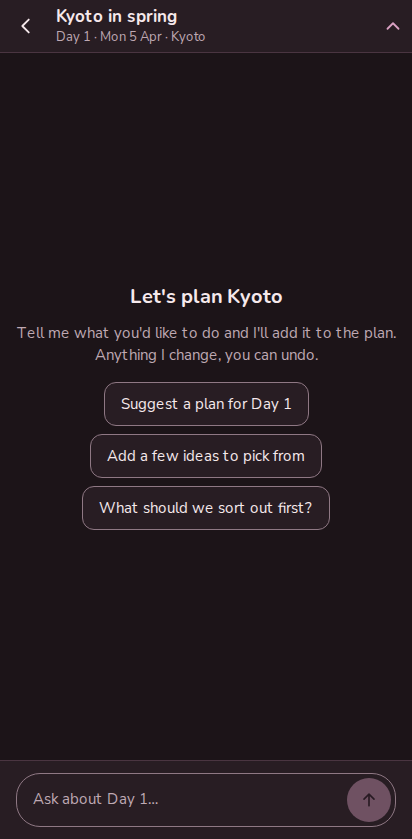 Kyoto in spring
Day 1 · Mon 5 Apr · Kyoto
Let's plan Kyoto
Tell me what you'd like to do and I'll add it to the plan.
Anything I change, you can undo.
Suggest a plan for Day 1
Add a few ideas to pick from
What should we sort out first?
Ask about Day 1...